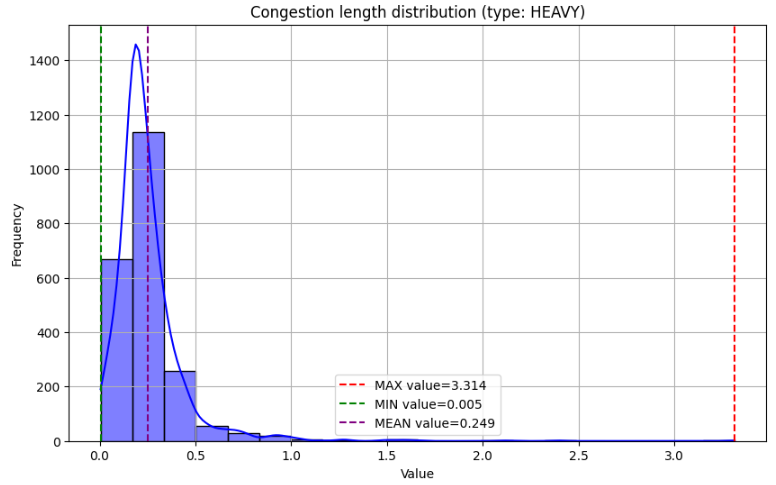 Congestion length distribution (type: HEAVY)
1400
1200
1000
800
600
400
200
0
Frequency
0.0 0.5 1.0 1.5 2.0 2.5 3.0
Value
MAX value=3.314
MIN value=0.005
MEAN value=0.249